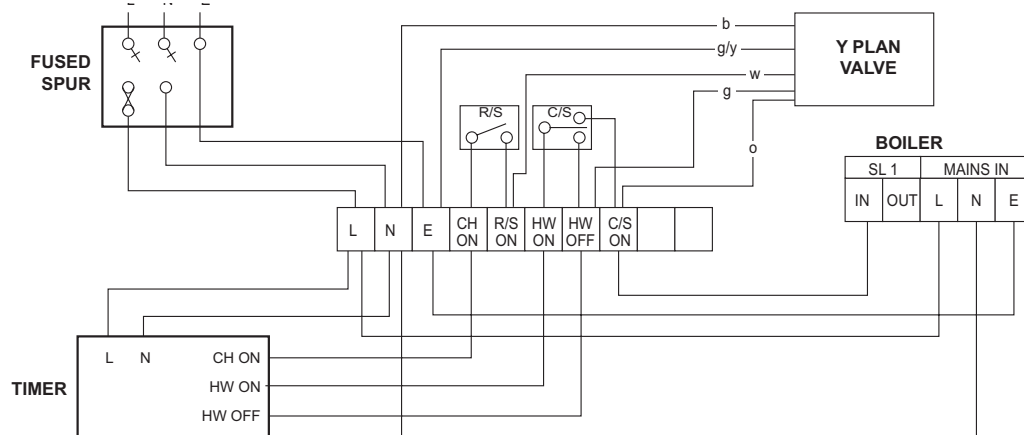 FUSED
SPUR
b
g/y
w
g
o
Y PLAN
VALVE
R/S
C/S
BOILER
SL 1 MAINS IN
IN OUT L N E
L N E CH ON R/S ON HW ON HW OFF C/S ON
TIMER
L N CH ON
HW ON
HW OFF